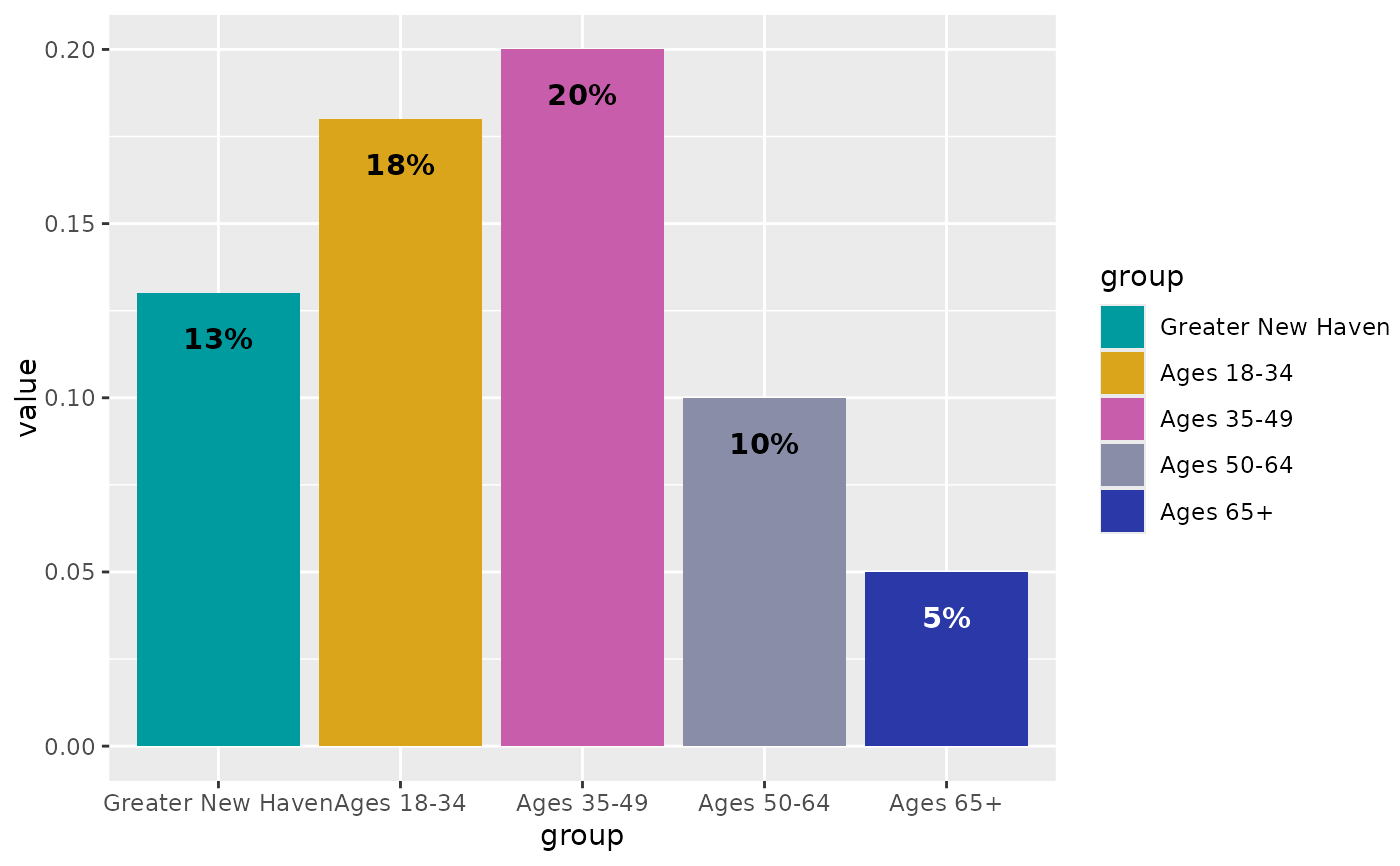 0.20
0.15
0.10
0.05
0.00
value
13%
18%
20%
10%
5%
Greater New Haven
Ages 18-34
Ages 35-49
Ages 50-64
Ages 65+
group
group
Greater New Haven
Ages 18-34
Ages 35-49
Ages 50-64
Ages 65+